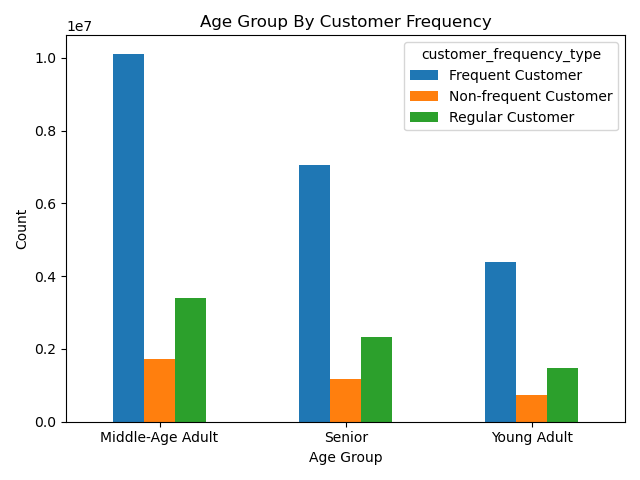 Age Group By Customer Frequency
1e7
customer_frequency_type
Frequent Customer
Non-frequent Customer
Regular Customer
1.0
0.8
0.6
0.4
0.2
0.0
Count
Middle-Age Adult
Senior
Young Adult
Age Group